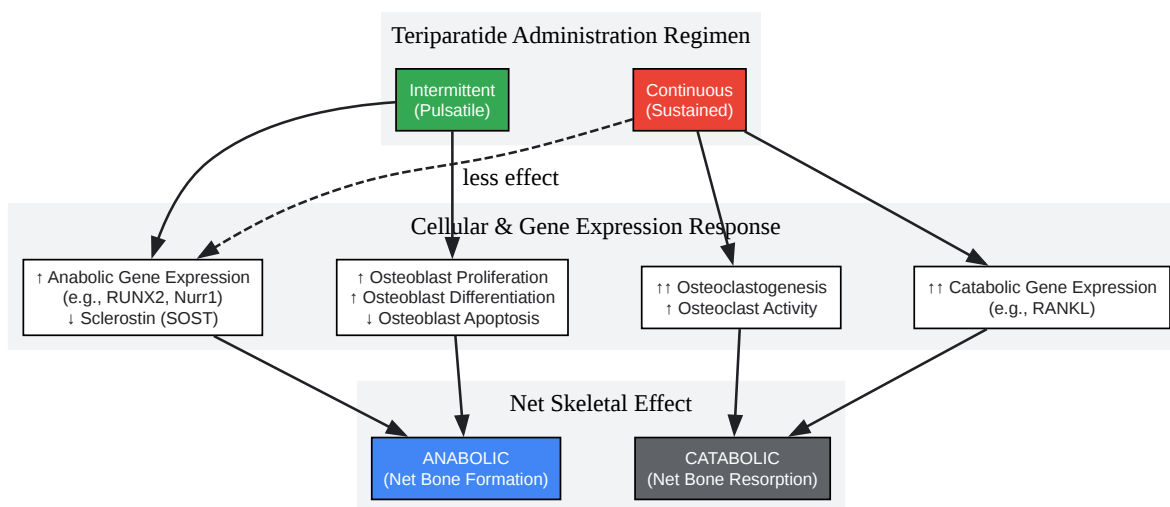 Teriparatide Administration Regimen
Intermittent
(Pulsatile)
Continuous
(Sustained)
less effect
Cellular & Gene Expression Response
↑ Anabolic Gene Expression
(e.g., RUNX2, Nurr1)
↓ Sclerostin (SOST)
↑ Osteoblast Proliferation
↑ Osteoblast Differentiation
↓ Osteoblast Apoptosis
↑↑ Osteoclastogenesis
↑ Osteoclast Activity
↑↑ Catabolic Gene Expression
(e.g., RANKL)
Net Skeletal Effect
ANABOLIC
(Net Bone Formation)
CATABOLIC
(Net Bone Resorption)